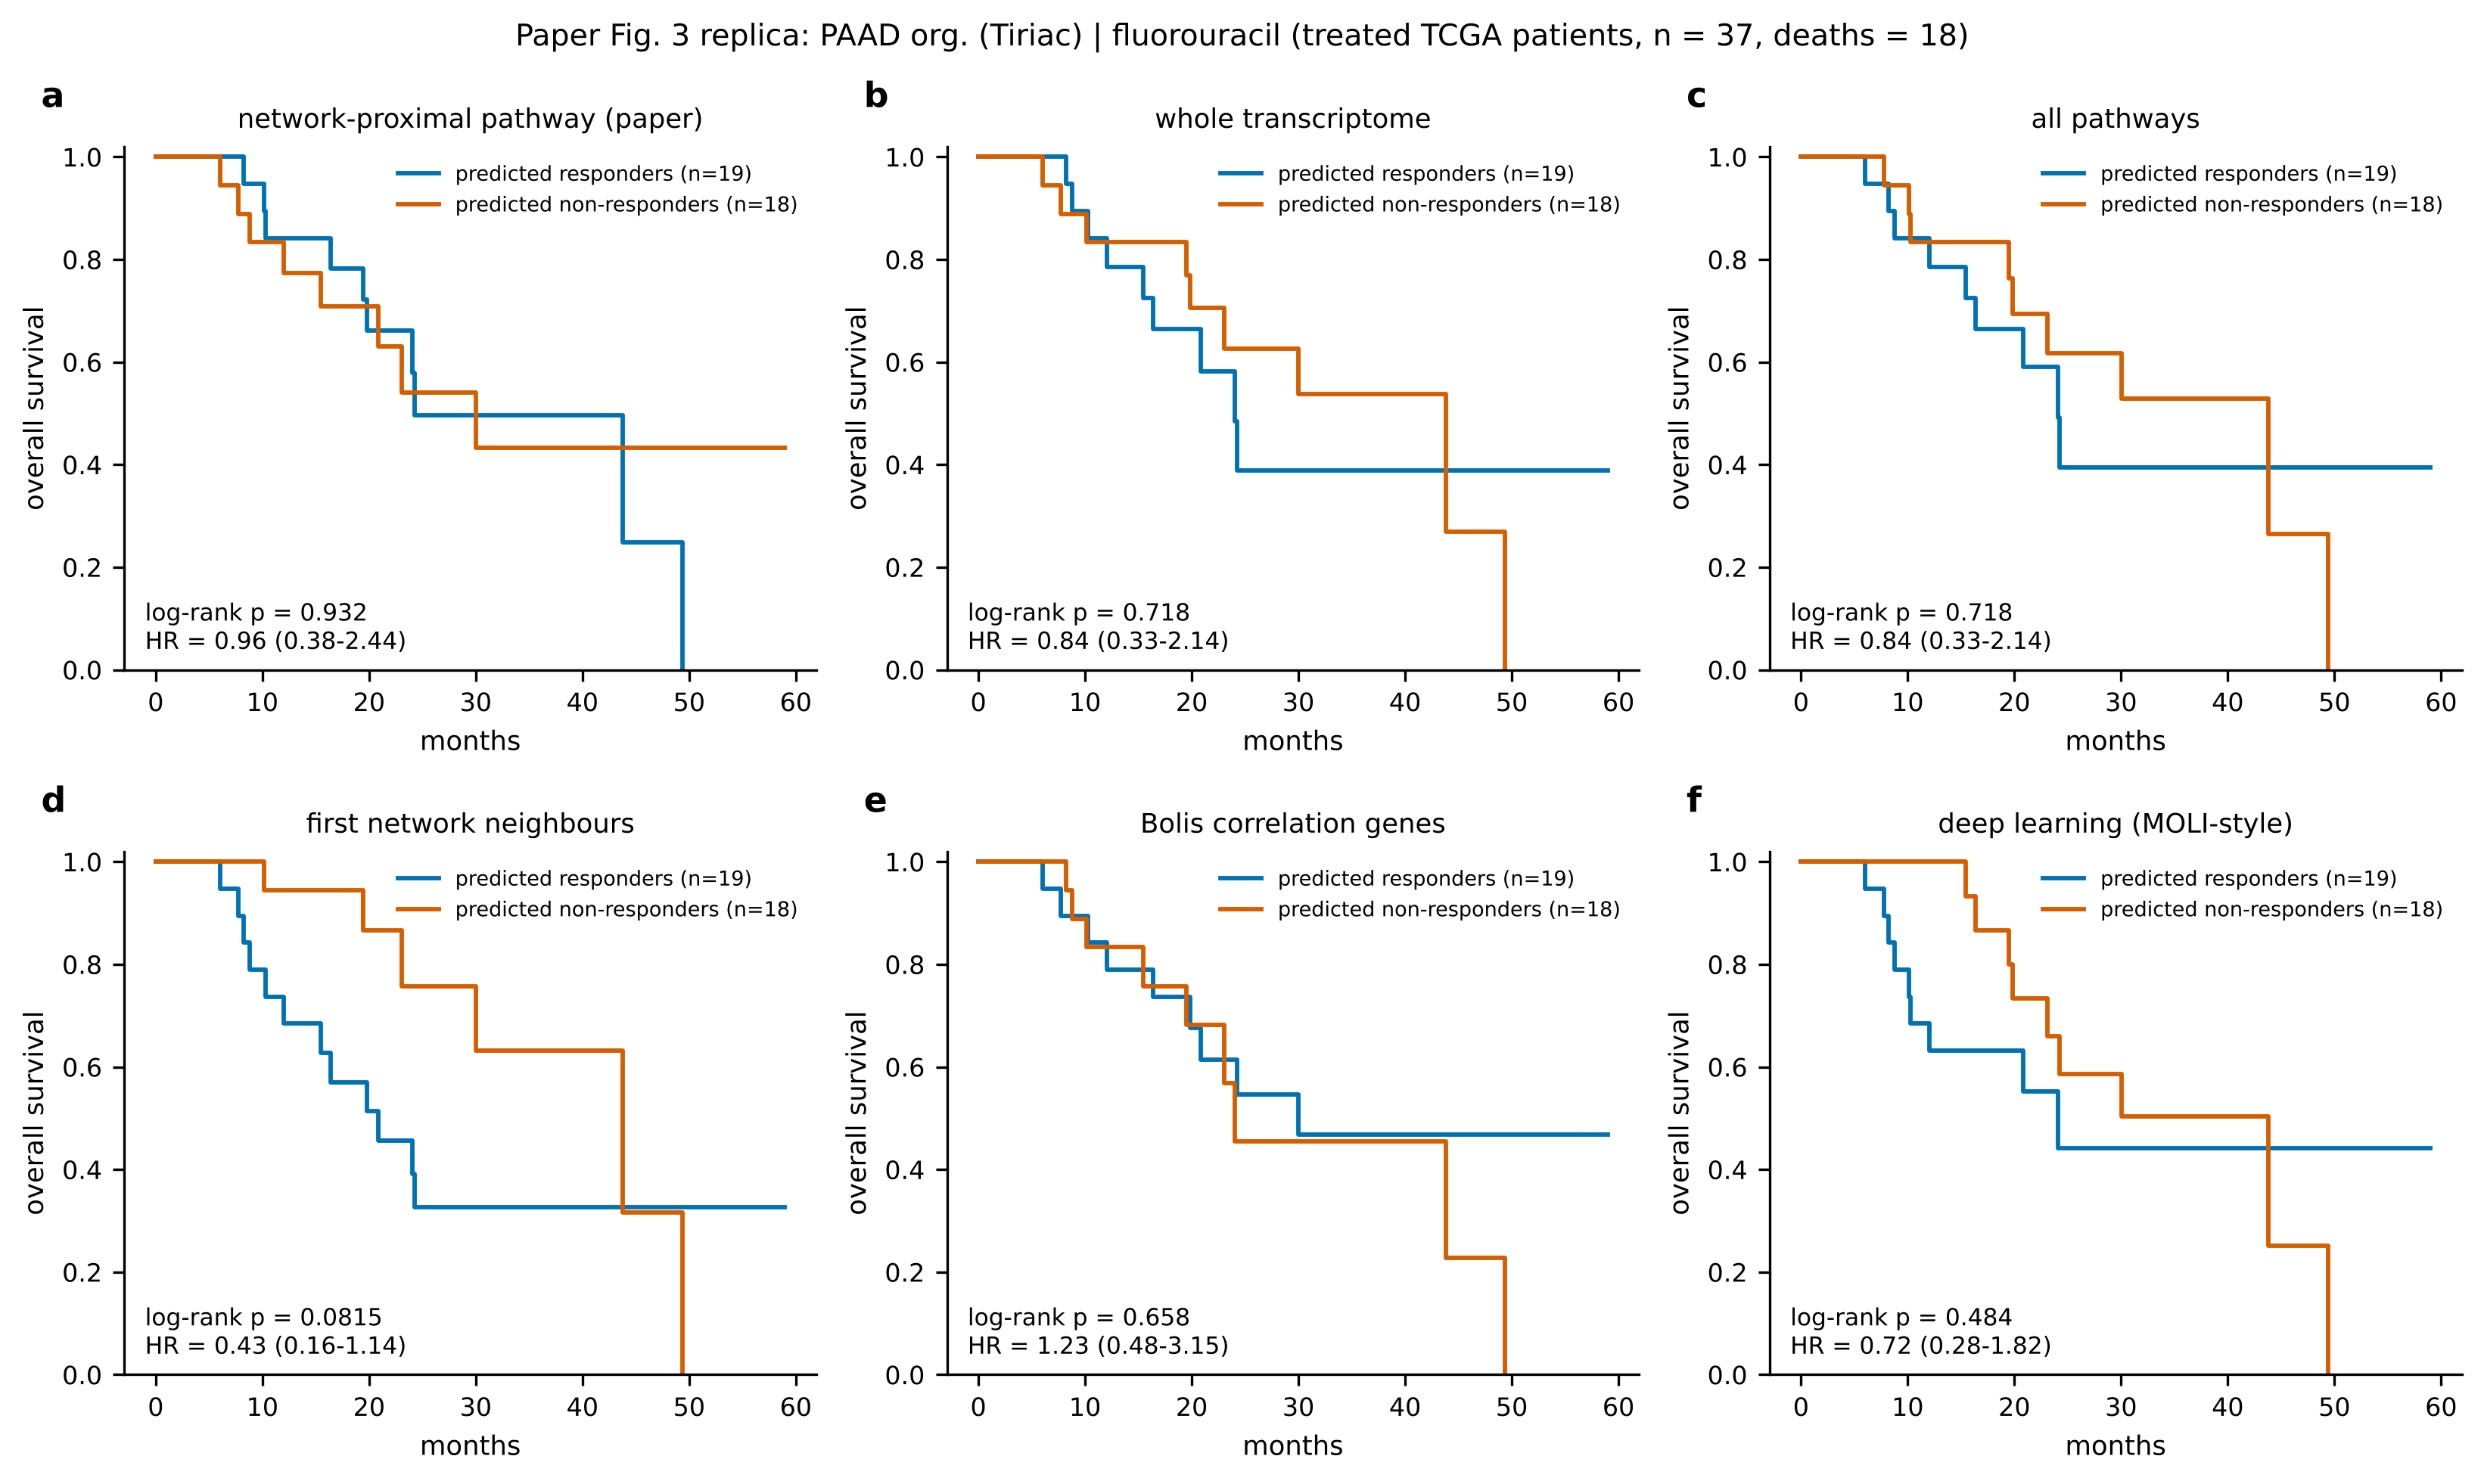 Paper Fig. 3 replica: PAAD org. (Tiriac) | fluorouracil (treated TCGA patients, n = 37, deaths = 18)
a
network-proximal pathway (paper)
predicted responders (n=19)
predicted non-responders (n=18)
overall survival
1.0
0.8
0.6
0.4
0.2
0.0
log-rank p = 0.932
HR = 0.96 (0.38-2.44)
0 10 20 30 40 50 60
months
b
whole transcriptome
predicted responders (n=19)
predicted non-responders (n=18)
overall survival
1.0
0.8
0.6
0.4
0.2
0.0
log-rank p = 0.718
HR = 0.84 (0.33-2.14)
0 10 20 30 40 50 60
months
c
all pathways
predicted responders (n=19)
predicted non-responders (n=18)
overall survival
1.0
0.8
0.6
0.4
0.2
0.0
log-rank p = 0.718
HR = 0.84 (0.33-2.14)
0 10 20 30 40 50 60
months
d
first network neighbours
predicted responders (n=19)
predicted non-responders (n=18)
overall survival
1.0
0.8
0.6
0.4
0.2
0.0
log-rank p = 0.0815
HR = 0.43 (0.16-1.14)
0 10 20 30 40 50 60
months
e
Bolis correlation genes
predicted responders (n=19)
predicted non-responders (n=18)
overall survival
1.0
0.8
0.6
0.4
0.2
0.0
log-rank p = 0.658
HR = 1.23 (0.48-3.15)
0 10 20 30 40 50 60
months
f
deep learning (MOLI-style)
predicted responders (n=19)
predicted non-responders (n=18)
overall survival
1.0
0.8
0.6
0.4
0.2
0.0
log-rank p = 0.484
HR = 0.72 (0.28-1.82)
0 10 20 30 40 50 60
months